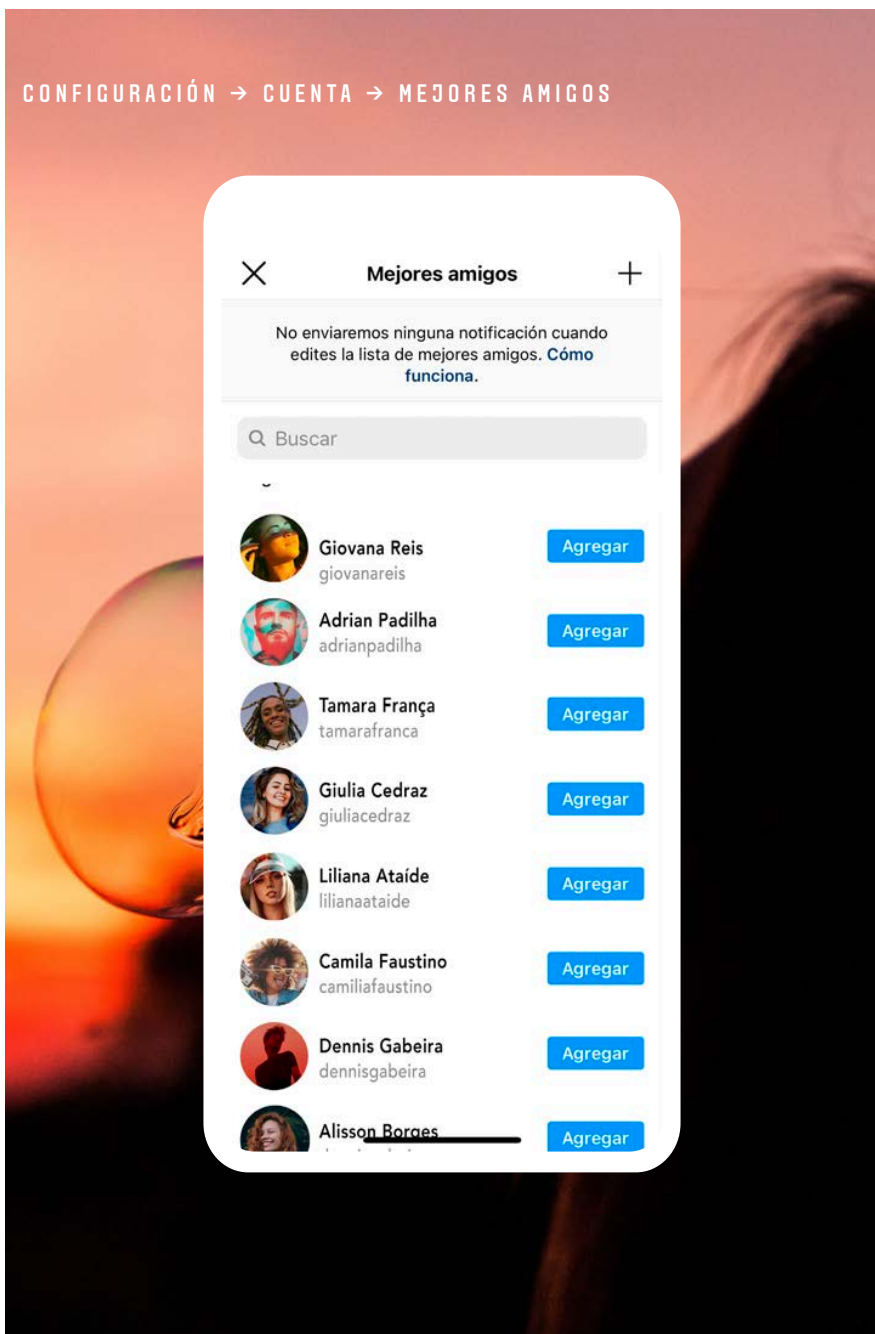 CONFIGURACIÓN → CUENTA → MEJORES AMIGOS
Mejores amigos
No enviaremos ninguna notificación cuando
edites la lista de mejores amigos. Cómo
funciona.
Buscar
Giovana Reis
Agregar
giovanareis
Adrian Padilha
Agregar
adrianpadilha
Tamara França
Agregar
tamarafranca
Giulia Cedraz
Agregar
giuliacedraz
Liliana Ataíde
Agregar
lilianaataide
Camila Faustino
Agregar
camiliafaustino
Dennis Gabeira
Agregar
dennisgabeira
Alisson Borges
Agregar